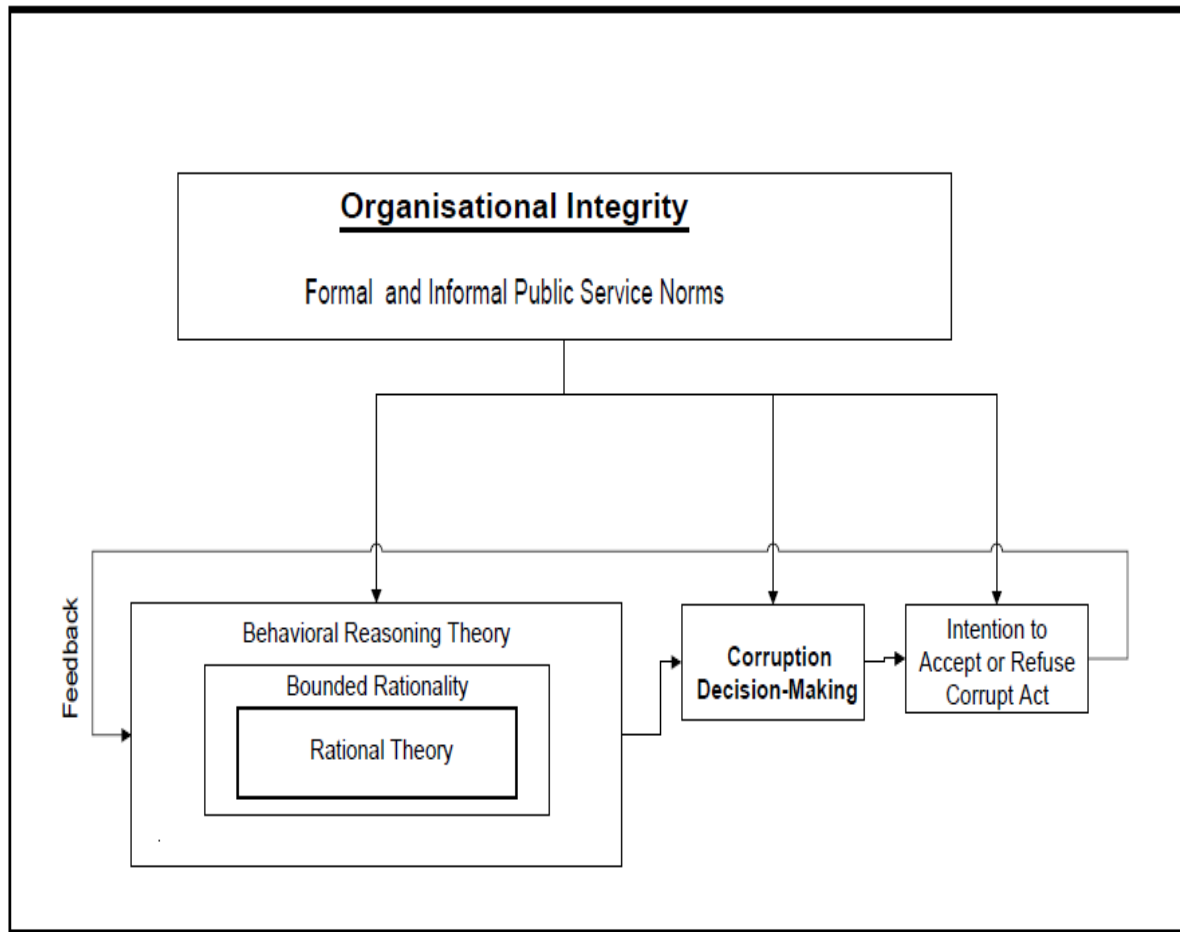 Organisational Integrity
Formal and Informal Public Service Norms
Feedback
Behavioral Reasoning Theory
Bounded Rationality
Rational Theory
Corruption
Decision-Making
Intention to
Accept or Refuse
Corrupt Act